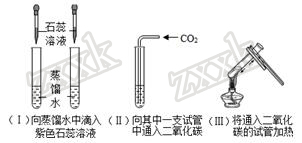 石蕊
溶液
CO₂
蒸
馏
水
(Ⅰ)向蒸馏水中滴入
紫色石蕊溶液
(Ⅱ)向其中一支试管
中通入二氧化碳
(Ⅲ)将通入二氧化
碳的试管加热
zxxk